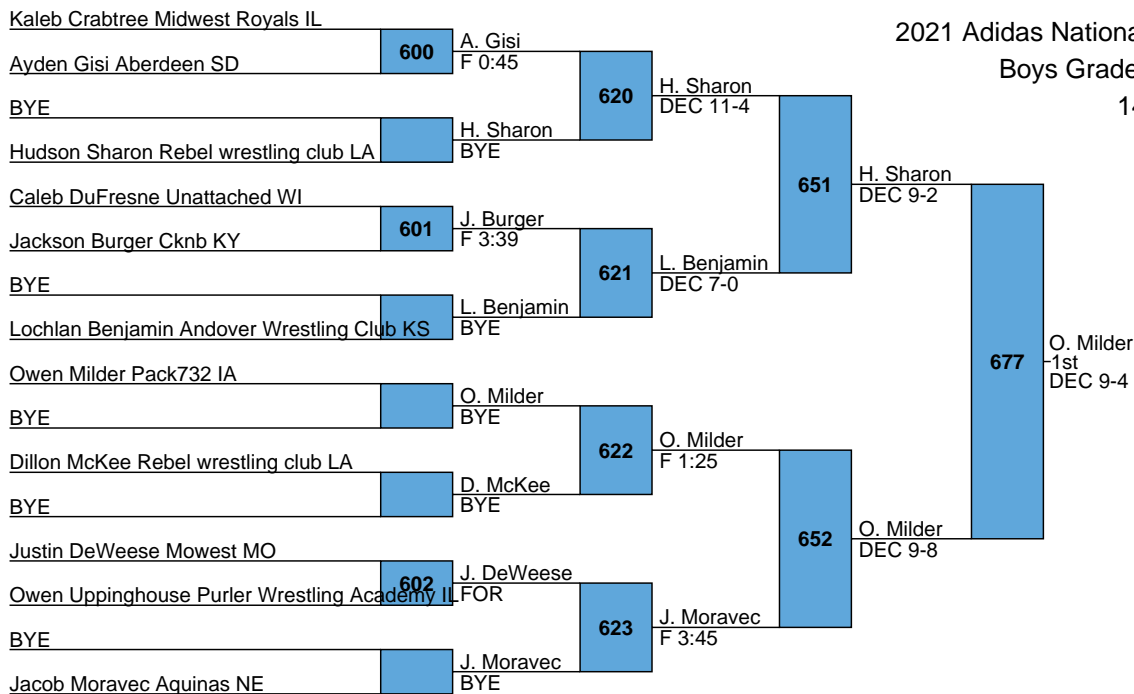 Kaleb Crabtree Midwest Royals IL
Ayden Gisi Aberdeen SD
BYE
Hudson Sharon Rebel wrestling club LA
Caleb DuFresne Unattached WI
Jackson Burger Cknb KY
BYE
Lochlan Benjamin Andover Wrestling Club KS
Owen Milder Pack732 IA
BYE
Dillon McKee Rebel wrestling club LA
BYE
Justin DeWeese Mowest MO
Owen Uppinghouse Purler Wrestling Academy IL
BYE
Jacob Moravec Aquinas NE
600
601
602
A. Gisi
F 0:45
H. Sharon
BYE
J. Burger
F 3:39
L. Benjamin
BYE
O. Milder
BYE
D. McKee
BYE
J. DeWeese
FOR
J. Moravec
BYE
620
621
622
623
H. Sharon
DEC 11-4
L. Benjamin
DEC 7-0
O. Milder
F 1:25
J. Moravec
F 3:45
651
652
H. Sharon
DEC 9-2
O. Milder
DEC 9-8
677
O. Milder
1st
DEC 9-4
2021 Adidas Nationa
Boys Grade
14